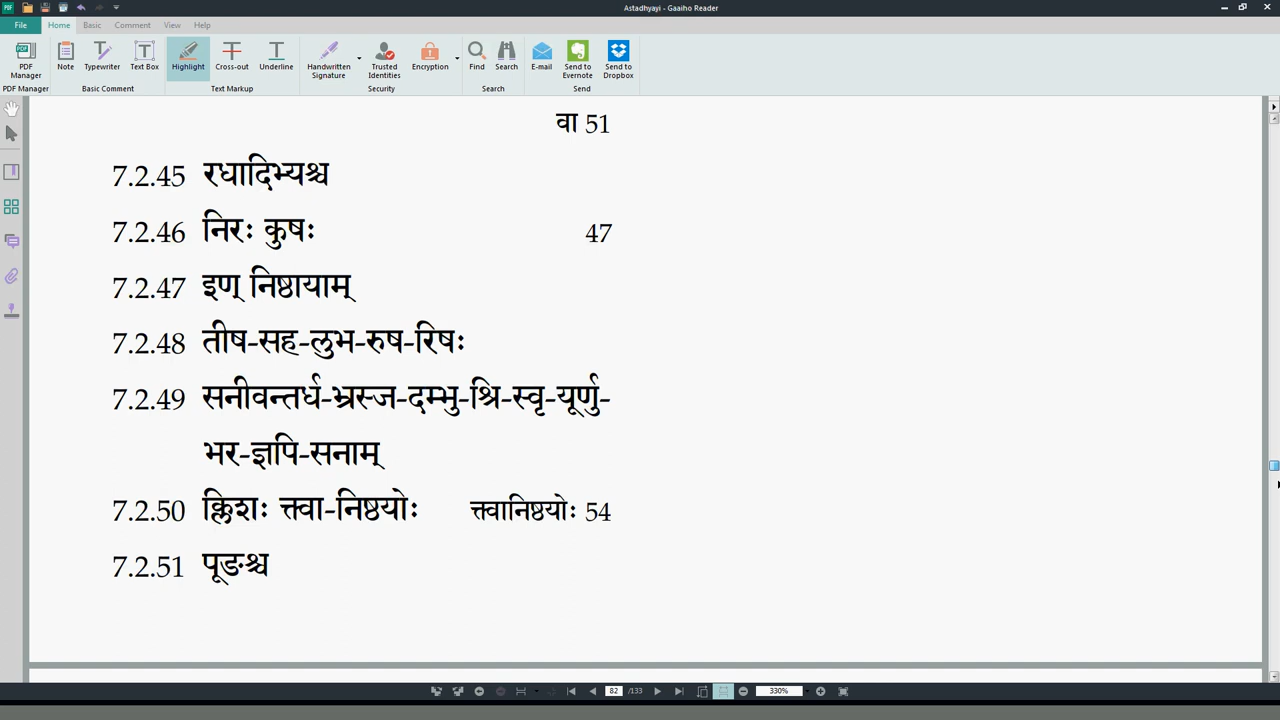 Astadhyayi - Gaaiho Reader
File Home Basic Comment View Help
PDF Manager Note Typewriter Text Box Highlight Cross-out Underline Handwritten Signature Trusted Identities Encryption Find Search E-mail Send to Evernote Send to Dropbox
PDF Manager Basic Comment Text Markup Security Search Send
वा 51
7.2.45 रधादिभ्यश्च
7.2.46 निरः कुषः 47
7.2.47 इण् निष्ठायाम्
7.2.48 तीष-सह-लुभ-रुष-रिषः
7.2.49 सनीवन्तर्ध-भ्रस्ज-दम्भु-श्रि-स्वृ-यूर्णु-
भर-ज्ञपि-सनाम्
7.2.50 क्लिशः क्त्वा-निष्ठयोः क्त्वानिष्ठयोः 54
7.2.51 पूङश्च
82 /133 330%